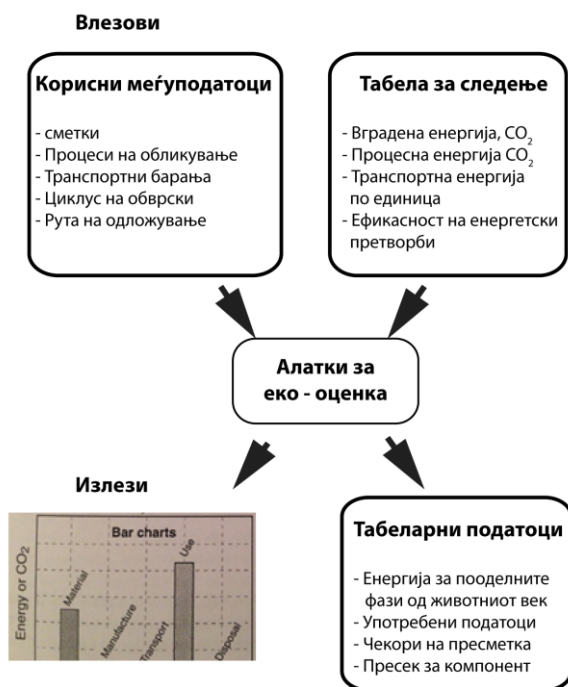 Влезови
Корисни меѓуподатоци
- сметки
- Процеси на обликување
- Транспортни барања
- Циклус на обврски
- Рута на одложување
Табела за следење
- Вградена енергија, CO₂
- Процесна енергија CO₂
- Транспортна енергија
по единица
- Ефикасност на енергетски
претворби
Алатки за
еко - оценка
Излези
Bar charts
Energy or CO₂
Material
Manufacture
Transport
Use
Disposal
Табеларни податоци
- Енергија за пооделните
фази од животниот век
- Употребени податоци
- Чекори на пресметка
- Пресек за компонент